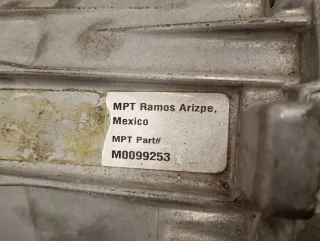 MPT Ramos Arizpe,
Mexico
MPT Part#
M0099253